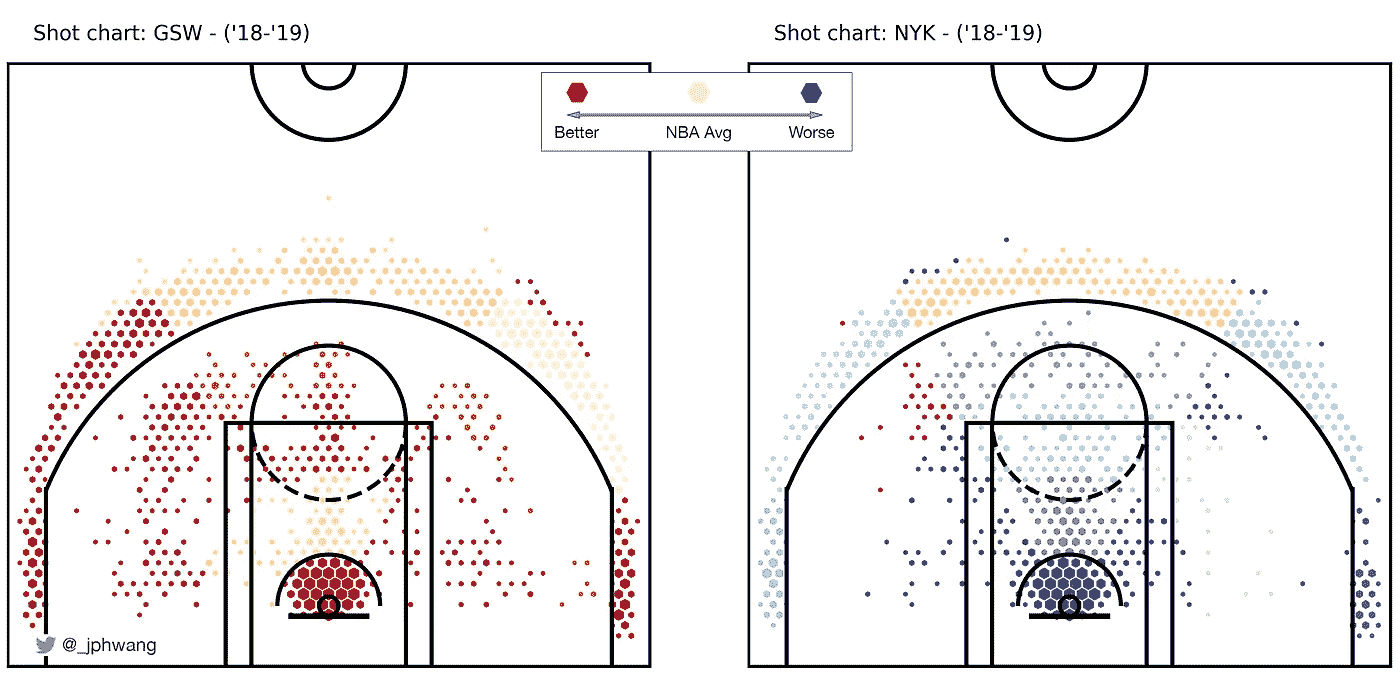 Shot chart: GSW - ('18-'19)
Shot chart: NYK - ('18-'19)
Better
NBA Avg
Worse
@_jphwang